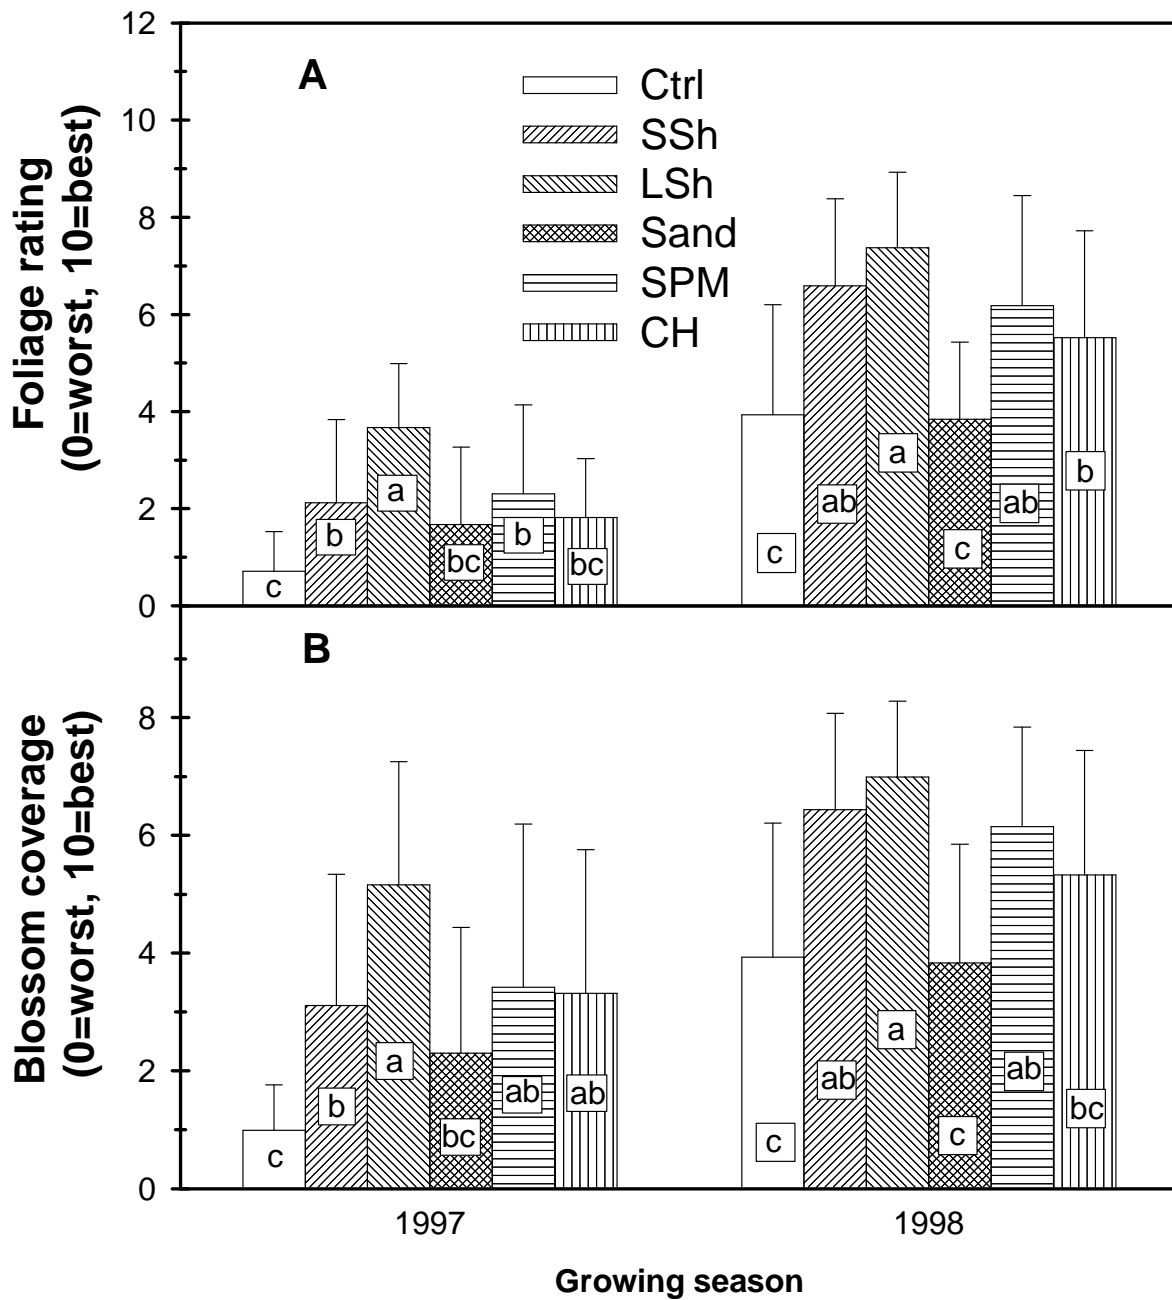 12
10
8
6
4
2
0
Foliage rating
(0=worst, 10=best)
A
Ctrl
SSh
LSh
Sand
SPM
CH
c
b
a
bc
b
bc
c
ab
a
c
ab
b
8
6
4
2
0
Blossom coverage
(0=worst, 10=best)
B
c
b
a
bc
ab
ab
c
ab
a
c
ab
bc
1997
1998
Growing season